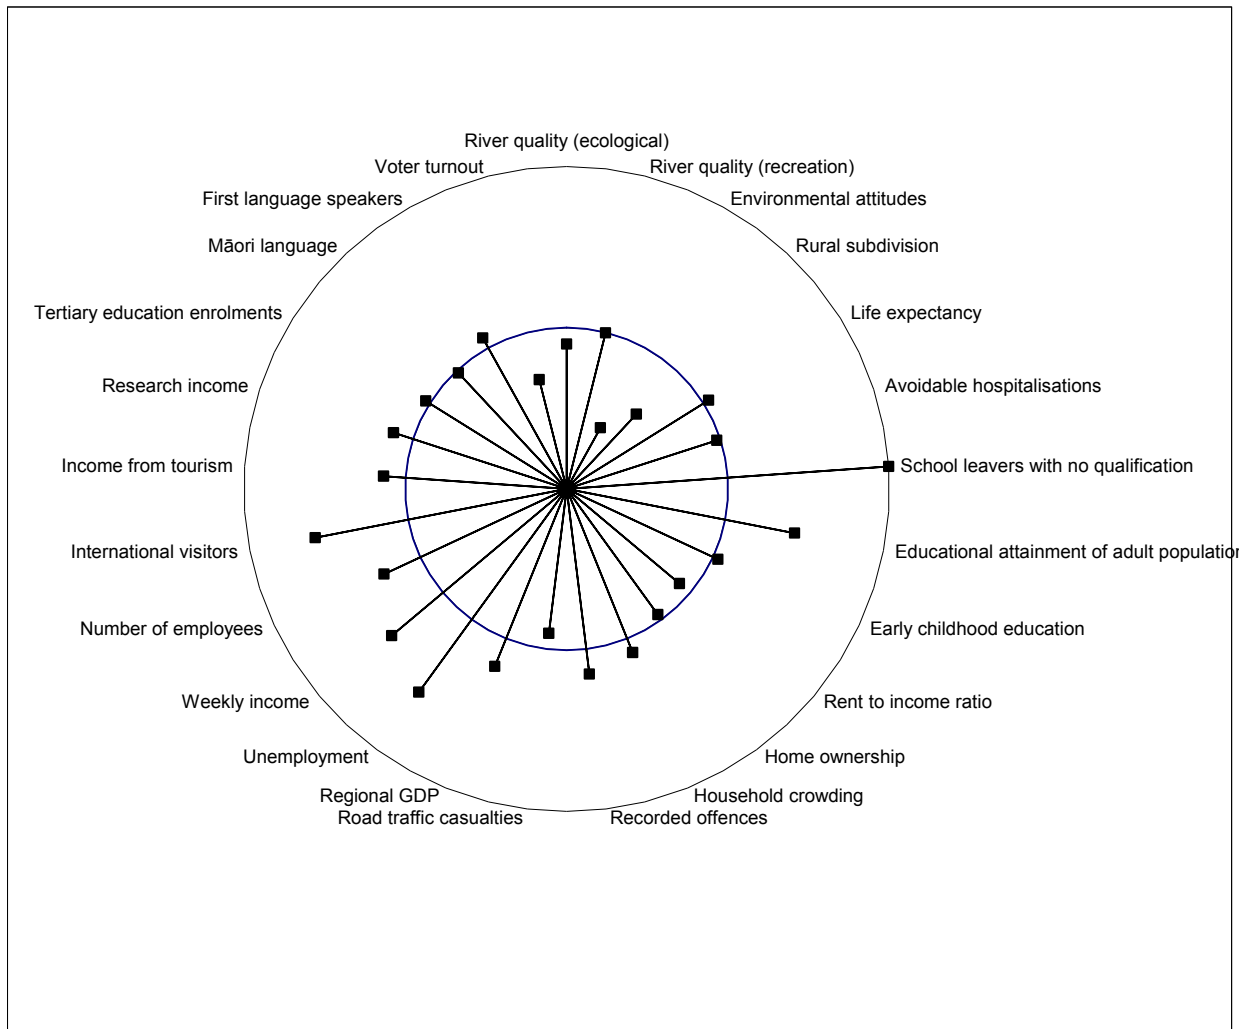 River quality (ecological)
River quality (recreation)
Environmental attitudes
Rural subdivision
Life expectancy
Avoidable hospitalisations
School leavers with no qualification
Educational attainment of adult population
Early childhood education
Rent to income ratio
Home ownership
Household crowding
Recorded offences
Road traffic casualties
Regional GDP
Unemployment
Weekly income
Number of employees
International visitors
Income from tourism
Research income
Tertiary education enrolments
Māori language
First language speakers
Voter turnout